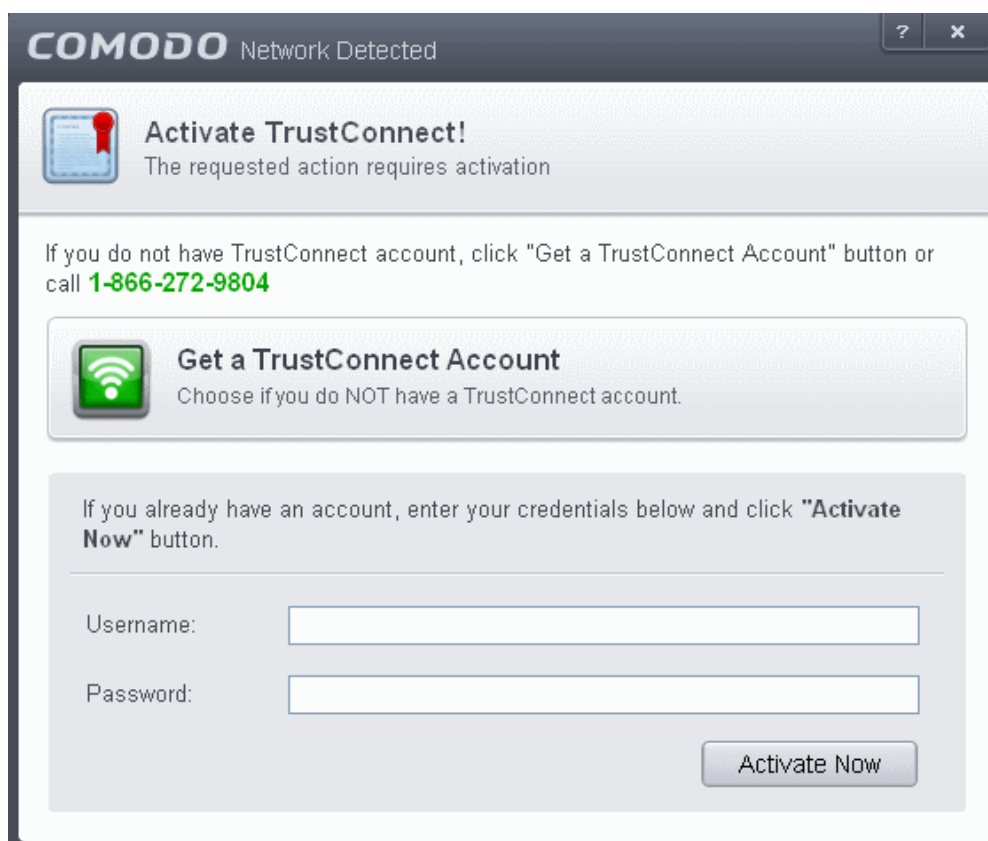 COMODO Network Detected
? x
Activate TrustConnect!
The requested action requires activation
If you do not have TrustConnect account, click "Get a TrustConnect Account" button or
call 1-866-272-9804
Get a TrustConnect Account
Choose if you do NOT have a TrustConnect account.
If you already have an account, enter your credentials below and click "Activate
Now" button.
Username:
Password:
Activate Now